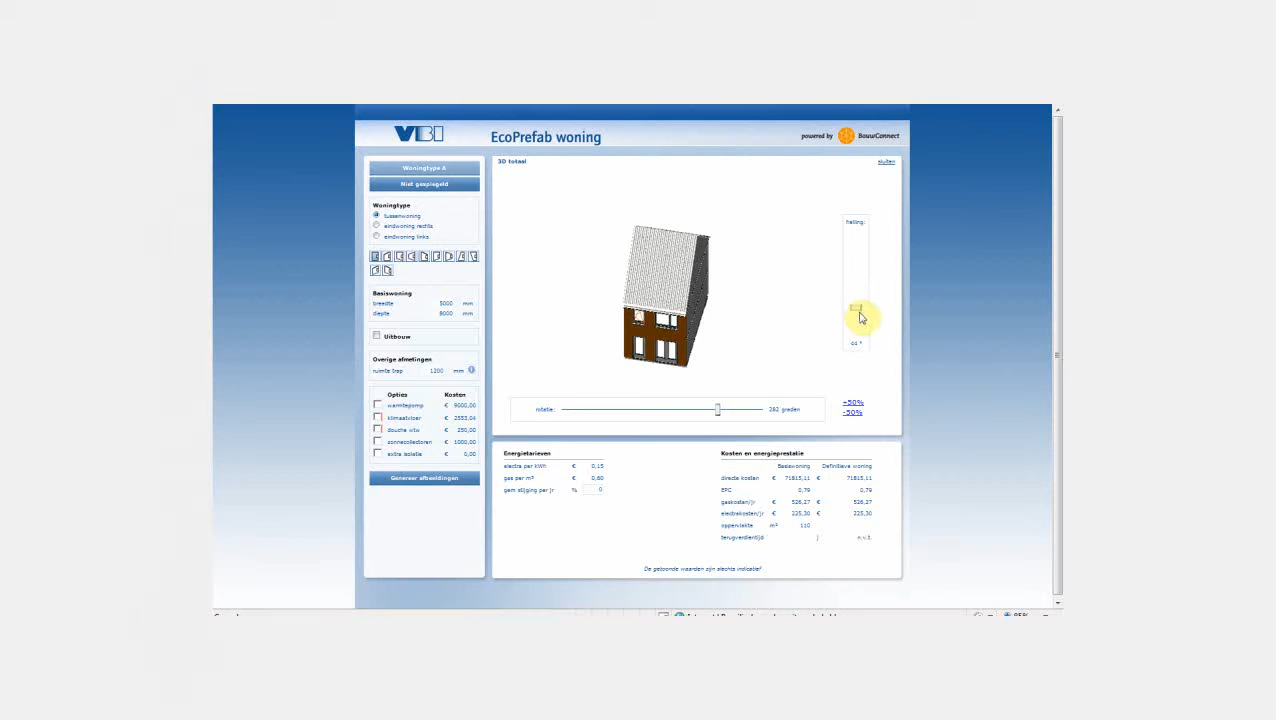 VBI
EcoPrefab woning
powered by BouwConnect
Woningtype A
Niet gespiegeld
Woningtype
tussenwoning
eindwoning rechts
eindwoning links
Basiswoning
breedte 5000 mm
diepte 8000 mm
Uitbouw
Overige afmetingen
ruimte trap 1200 mm
Opties Kosten
warmtepomp € 9000,00
klimaatvloer € 2553,04
douche wtw € 250,00
zonnecollectoren € 1000,00
extra isolatie € 0,00
Genereer afbeeldingen
3D totaal
sluiten
helling:
rotatie: 282 graden
+50%
-50%
Energietarieven
electra per kWh € 0,15
gas per m³ € 0,60
gem stijging per jr % 0
Kosten en energieprestatie
Basiswoning Definitieve woning
directe kosten € 71815,11 € 71815,11
EPC 0,79 0,79
gaskosten/jr € 526,27 € 526,27
electrakosten/jr € 225,30 € 225,30
oppervlakte m² 110
terugverdientijd j n.v.t.
De getoonde waarden zijn slechts indicatief